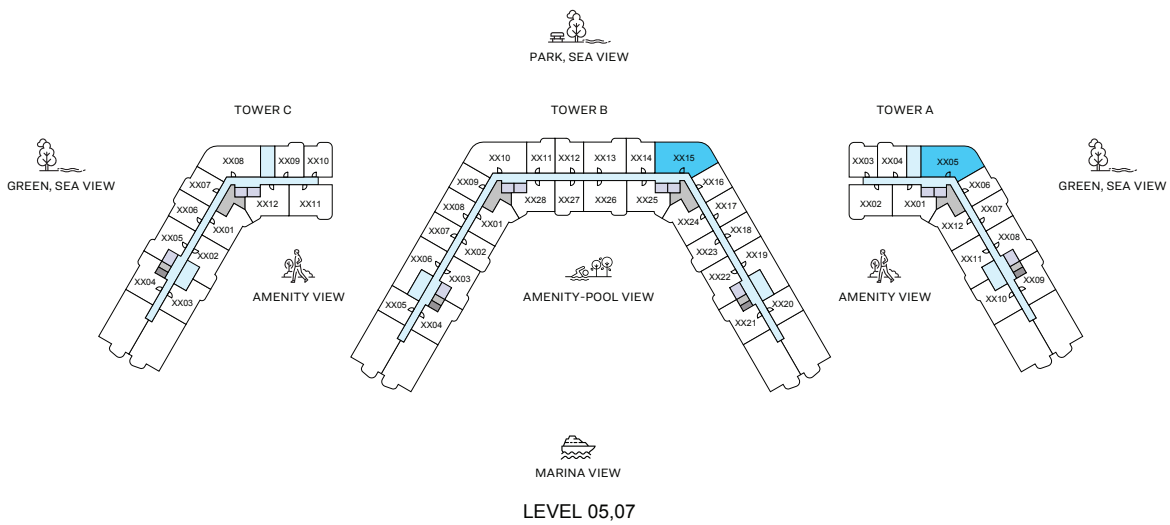 PARK, SEA VIEW
TOWER C
TOWER B
TOWER A
GREEN, SEA VIEW
GREEN, SEA VIEW
XX08
XX09
XX10
XX07
XX06
XX05
XX04
XX12
XX11
XX01
XX02
XX03
XX10
XX11
XX12
XX13
XX14
XX15
XX09
XX08
XX07
XX06
XX05
XX28
XX27
XX26
XX25
XX01
XX02
XX03
XX04
XX16
XX17
XX18
XX19
XX20
XX24
XX23
XX22
XX21
XX03
XX04
XX05
XX02
XX01
XX06
XX07
XX08
XX09
XX12
XX11
XX10
AMENITY VIEW
AMENITY-POOL VIEW
AMENITY VIEW
MARINA VIEW
LEVEL 05,07